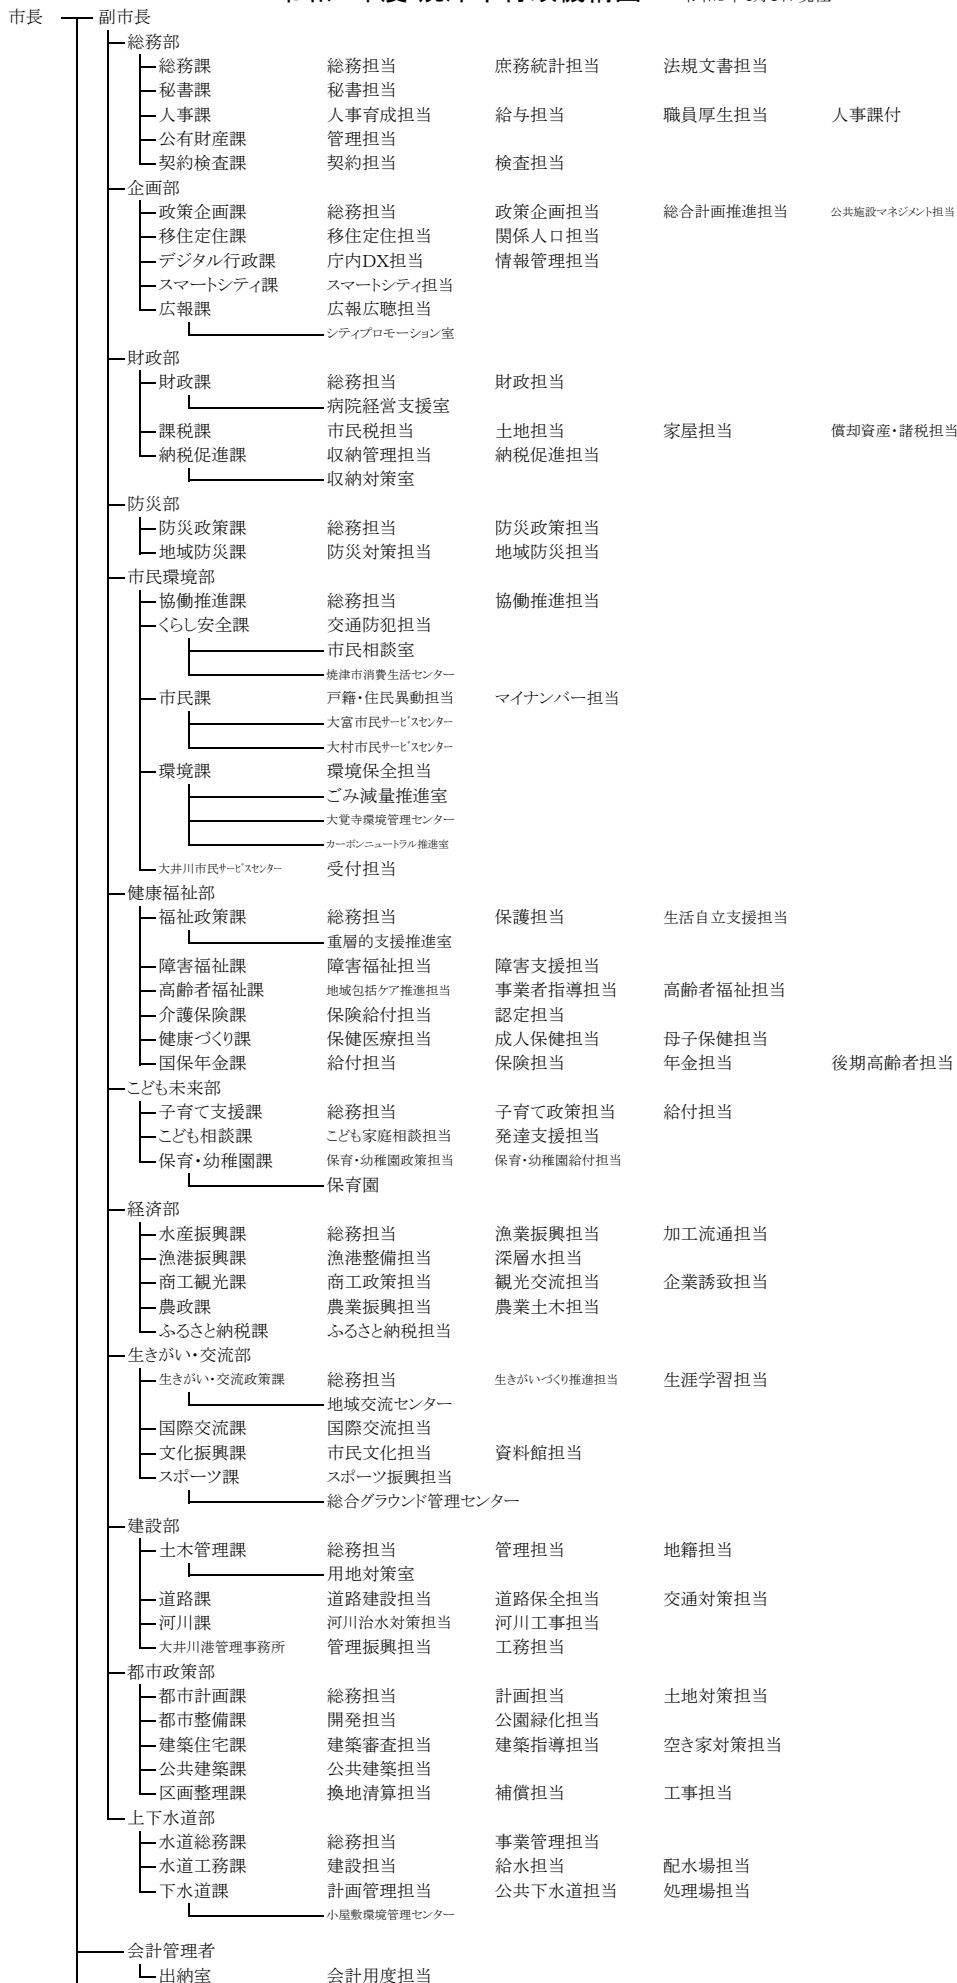 市長 副市長
総務部
総務課 総務担当 庶務統計担当 法規文書担当
秘書課 秘書担当
人事課 人事育成担当 給与担当 職員厚生担当 人事課付
公有財産課 管理担当
契約検査課 契約担当 検査担当
企画部
政策企画課 総務担当 政策企画担当 総合計画推進担当 公共施設マネジメント担当
移住定住課 移住定住担当 関係人口担当
デジタル行政課 庁内DX担当 情報管理担当
スマートシティ課 スマートシティ担当
広報課 広報広聴担当
シティプロモーション室
財政部
財政課 総務担当 財政担当
病院経営支援室
課税課 市民税担当 土地担当 家屋担当 償却資産・諸税担当
納税促進課 収納管理担当 納税促進担当
収納対策室
防災部
防災政策課 総務担当 防災政策担当
地域防災課 防災対策担当 地域防災担当
市民環境部
協働推進課 総務担当 協働推進担当
くらし安全課 交通防犯担当
市民相談室
焼津市消費生活センター
市民課 戸籍・住民異動担当 マイナンバー担当
大富市民サービスセンター
大村市民サービスセンター
環境課 環境保全担当
ごみ減量推進室
大覚寺環境管理センター
カーボンニュートラル推進室
大井川市民サービスセンター 受付担当
健康福祉部
福祉政策課 総務担当 保護担当 生活自立支援担当
重層的支援推進室
障害福祉課 障害福祉担当 障害支援担当
高齢者福祉課 地域包括ケア推進担当 事業者指導担当 高齢者福祉担当
介護保険課 保険給付担当 認定担当
健康づくり課 保健医療担当 成人保健担当 母子保健担当
国保年金課 給付担当 保険担当 年金担当 後期高齢者担当
こども未来部
子育て支援課 総務担当 子育て政策担当 給付担当
こども相談課 こども家庭相談担当 発達支援担当
保育・幼稚園課 保育・幼稚園政策担当 保育・幼稚園給付担当
保育園
経済部
水産振興課 総務担当 漁業振興担当 加工流通担当
漁港振興課 漁港整備担当 深層水担当
商工観光課 商工政策担当 観光交流担当 企業誘致担当
農政課 農業振興担当 農業土木担当
ふるさと納税課 ふるさと納税担当
生きがい・交流部
生きがい・交流政策課 総務担当 生きがいづくり推進担当 生涯学習担当
地域交流センター
国際交流課 国際交流担当
文化振興課 市民文化担当 資料館担当
スポーツ課 スポーツ振興担当
総合グラウンド管理センター
建設部
土木管理課 総務担当 管理担当 地籍担当
用地対策室
道路課 道路建設担当 道路保全担当 交通対策担当
河川課 河川治水対策担当 河川工事担当
大井川港管理事務所 管理振興担当 工務担当
都市政策部
都市計画課 総務担当 計画担当 土地対策担当
都市整備課 開発担当 公園緑化担当
建築住宅課 建築審査担当 建築指導担当 空き家対策担当
公共建築課 公共建築担当
区画整理課 換地清算担当 補償担当 工事担当
上下水道部
水道総務課 総務担当 事業管理担当
水道工務課 建設担当 給水担当 配水場担当
下水道課 計画管理担当 公共下水道担当 処理場担当
小屋敷環境管理センター
会計管理者
出納室 会計用度担当